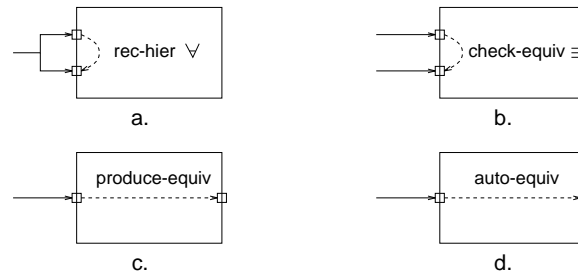 rec-hier ∀
a.
check-equiv ≡
b.
produce-equiv
c.
auto-equiv
d.